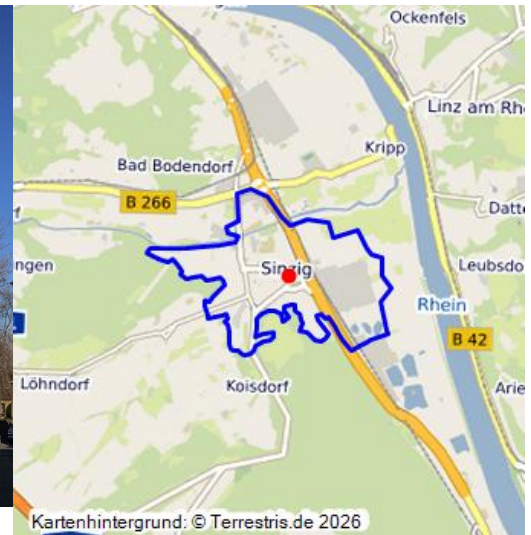 Ockenfels
Linz am Rhe
Kripp
Bad Bodendorf
B 266
Datte
ngen
Sinzig
Leubsdo
Rhein
B 42
Löhndorf
Koisdorf
Arie
Kartenhintergrund: © Terrestris.de 2026